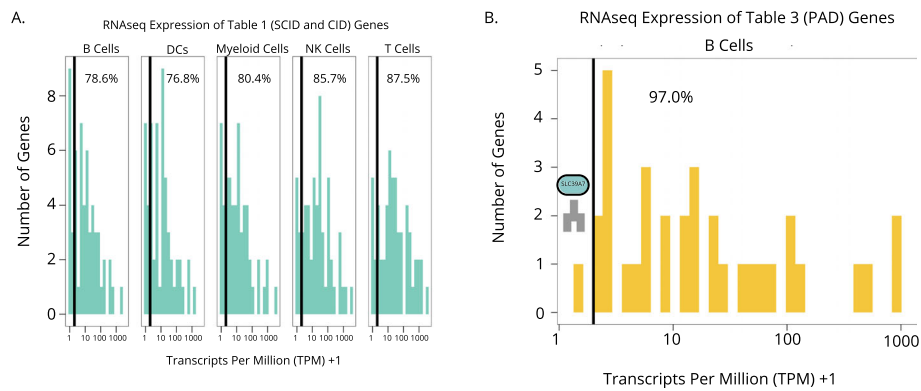 A.
RNAseq Expression of Table 1 (SCID and CID) Genes
B Cells DCs Myeloid Cells NK Cells T Cells
78.6% 76.8% 80.4% 85.7% 87.5%
Number of Genes
8
6
4
2
0
1 10 100 1000 1 10 100 1000 1 10 100 1000 1 10 100 1000 1 10 100 1000
Transcripts Per Million (TPM) +1
B.
RNAseq Expression of Table 3 (PAD) Genes
B Cells
97.0%
SLC39A7
Number of Genes
5
4
3
2
1
0
1 10 100 1000
Transcripts Per Million (TPM) +1